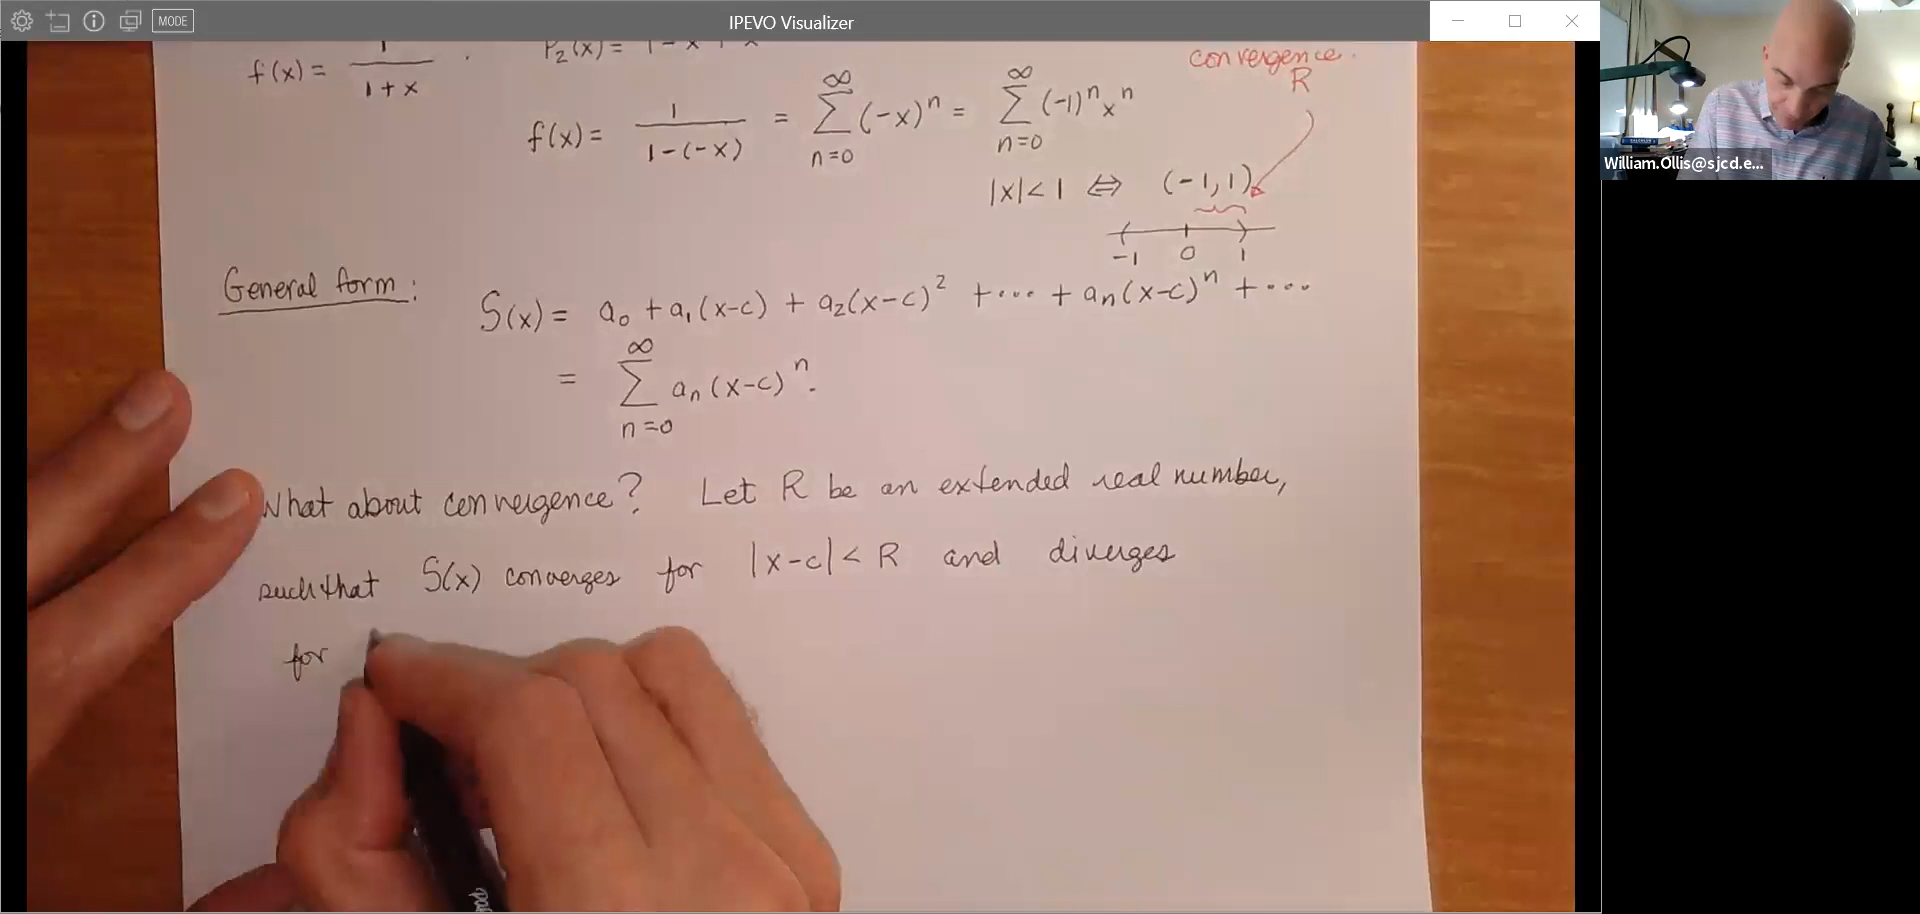 MODE
IPEVO Visualizer
f(x) = 1/(1+x) . P₂(x) = 1 - x + x
convergence.
R
f(x) = 1/(1-(-x)) = ∑_{n=0}^{∞} (-x)^n = ∑_{n=0}^{∞} (-1)^n x^n
|x| < 1 ⇔ (-1,1)
-1 0 1
General form: S(x) = a₀ + a₁(x-c) + a₂(x-c)² + ··· + aₙ(x-c)^n + ···
= ∑_{n=0}^{∞} aₙ(x-c)^n.
What about convergence? Let R be an extended real number,
such that S(x) converges for |x-c| < R and diverges
for
William.Ollis@sjcd.e...